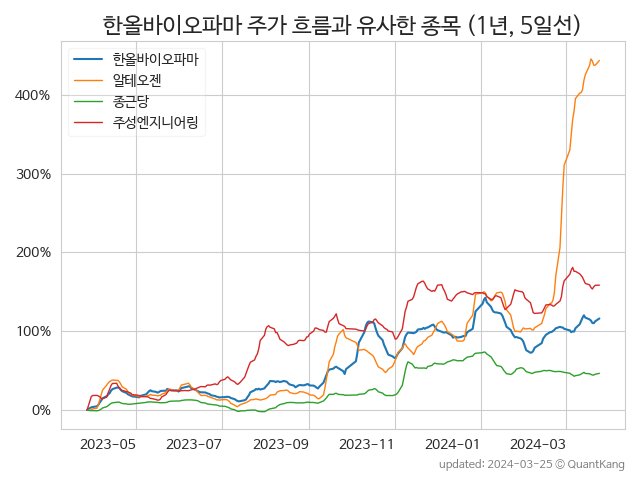 한올바이오파마 주가 흐름과 유사한 종목 (1년, 5일선)
한올바이오파마
알테오젠
종근당
주성엔지니어링
400%
300%
200%
100%
0%
2023-05 2023-07 2023-09 2023-11 2024-01 2024-03
updated: 2024-03-25 ⓒ QuantKang